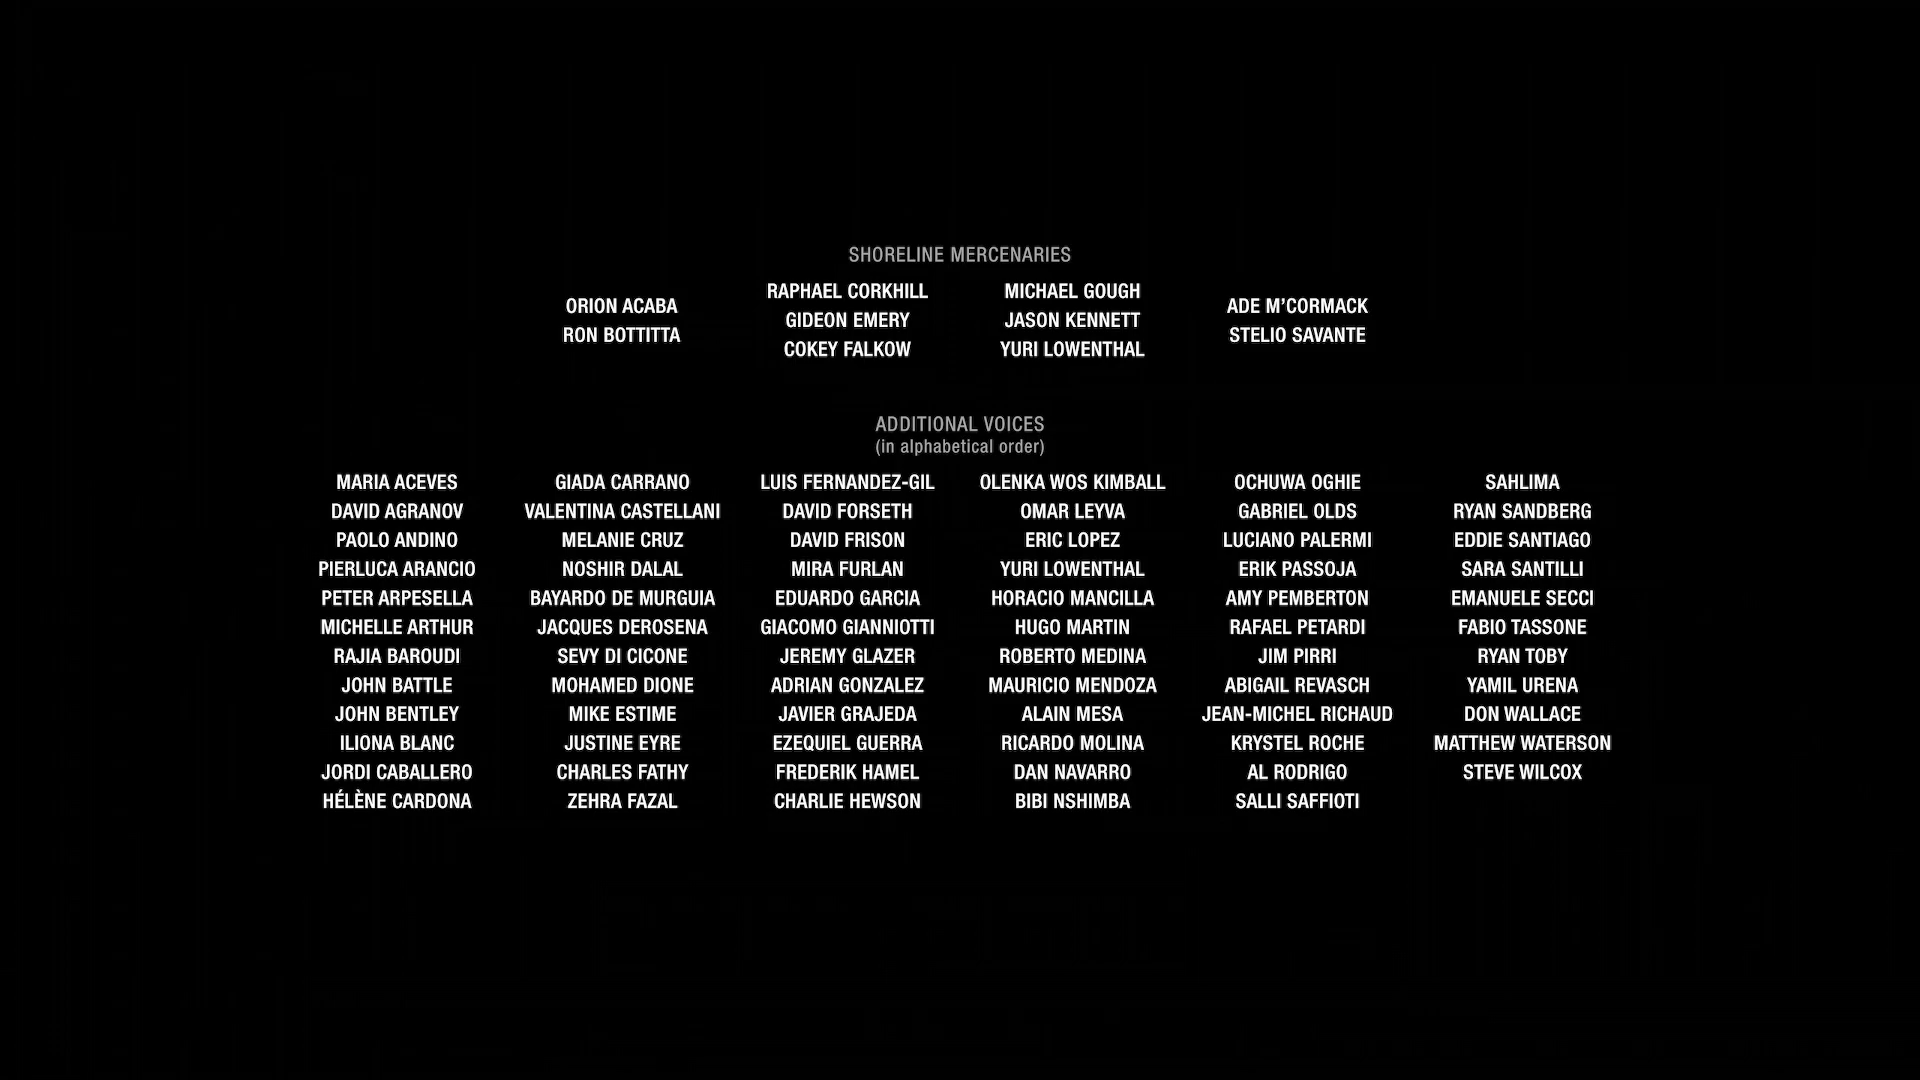 SHORELINE MERCENARIES
ORION ACABA
RON BOTTITTA
RAPHAEL CORKHILL
GIDEON EMERY
COKEY FALKOW
MICHAEL GOUGH
JASON KENNETT
YURI LOWENTHAL
ADE M’CORMACK
STELIO SAVANTE
ADDITIONAL VOICES
(in alphabetical order)
MARIA ACEVES
DAVID AGRANOV
PAOLO ANDINO
PIERLUCA ARANCIO
PETER ARPESELLA
MICHELLE ARTHUR
RAJIA BAROUDI
JOHN BATTLE
JOHN BENTLEY
ILIONA BLANC
JORDI CABALLERO
HÉLÈNE CARDONA
GIADA CARRANO
VALENTINA CASTELLANI
MELANIE CRUZ
NOSHIR DALAL
BAYARDO DE MURGUIA
JACQUES DEROSENA
SEVY DI CICONE
MOHAMED DIONE
MIKE ESTIME
JUSTINE EYRE
CHARLES FATHY
ZEHRA FAZAL
LUIS FERNANDEZ-GIL
DAVID FORSETH
DAVID FRISON
MIRA FURLAN
EDUARDO GARCIA
GIACOMO GIANNIOTTI
JEREMY GLAZER
ADRIAN GONZALEZ
JAVIER GRAJEDA
EZEQUIEL GUERRA
FREDERIK HAMEL
CHARLIE HEWSON
OLENKA WOS KIMBALL
OMAR LEYVA
ERIC LOPEZ
YURI LOWENTHAL
HORACIO MANCILLA
HUGO MARTIN
ROBERTO MEDINA
MAURICIO MENDOZA
ALAIN MESA
RICARDO MOLINA
DAN NAVARRO
BIBI NSHIMBA
OCHUWA OGHIE
GABRIEL OLDS
LUCIANO PALERMI
ERIK PASSOJA
AMY PEMBERTON
RAFAEL PETARDI
JIM PIRRI
ABIGAIL REVASCH
JEAN-MICHEL RICHAUD
KRYSTEL ROCHE
AL RODRIGO
SALLI SAFFIOTI
SAHLIMA
RYAN SANDBERG
EDDIE SANTIAGO
SARA SANTILLI
EMANUELE SECCI
FABIO TASSONE
RYAN TOBY
YAMIL URENA
DON WALLACE
MATTHEW WATERSON
STEVE WILCOX